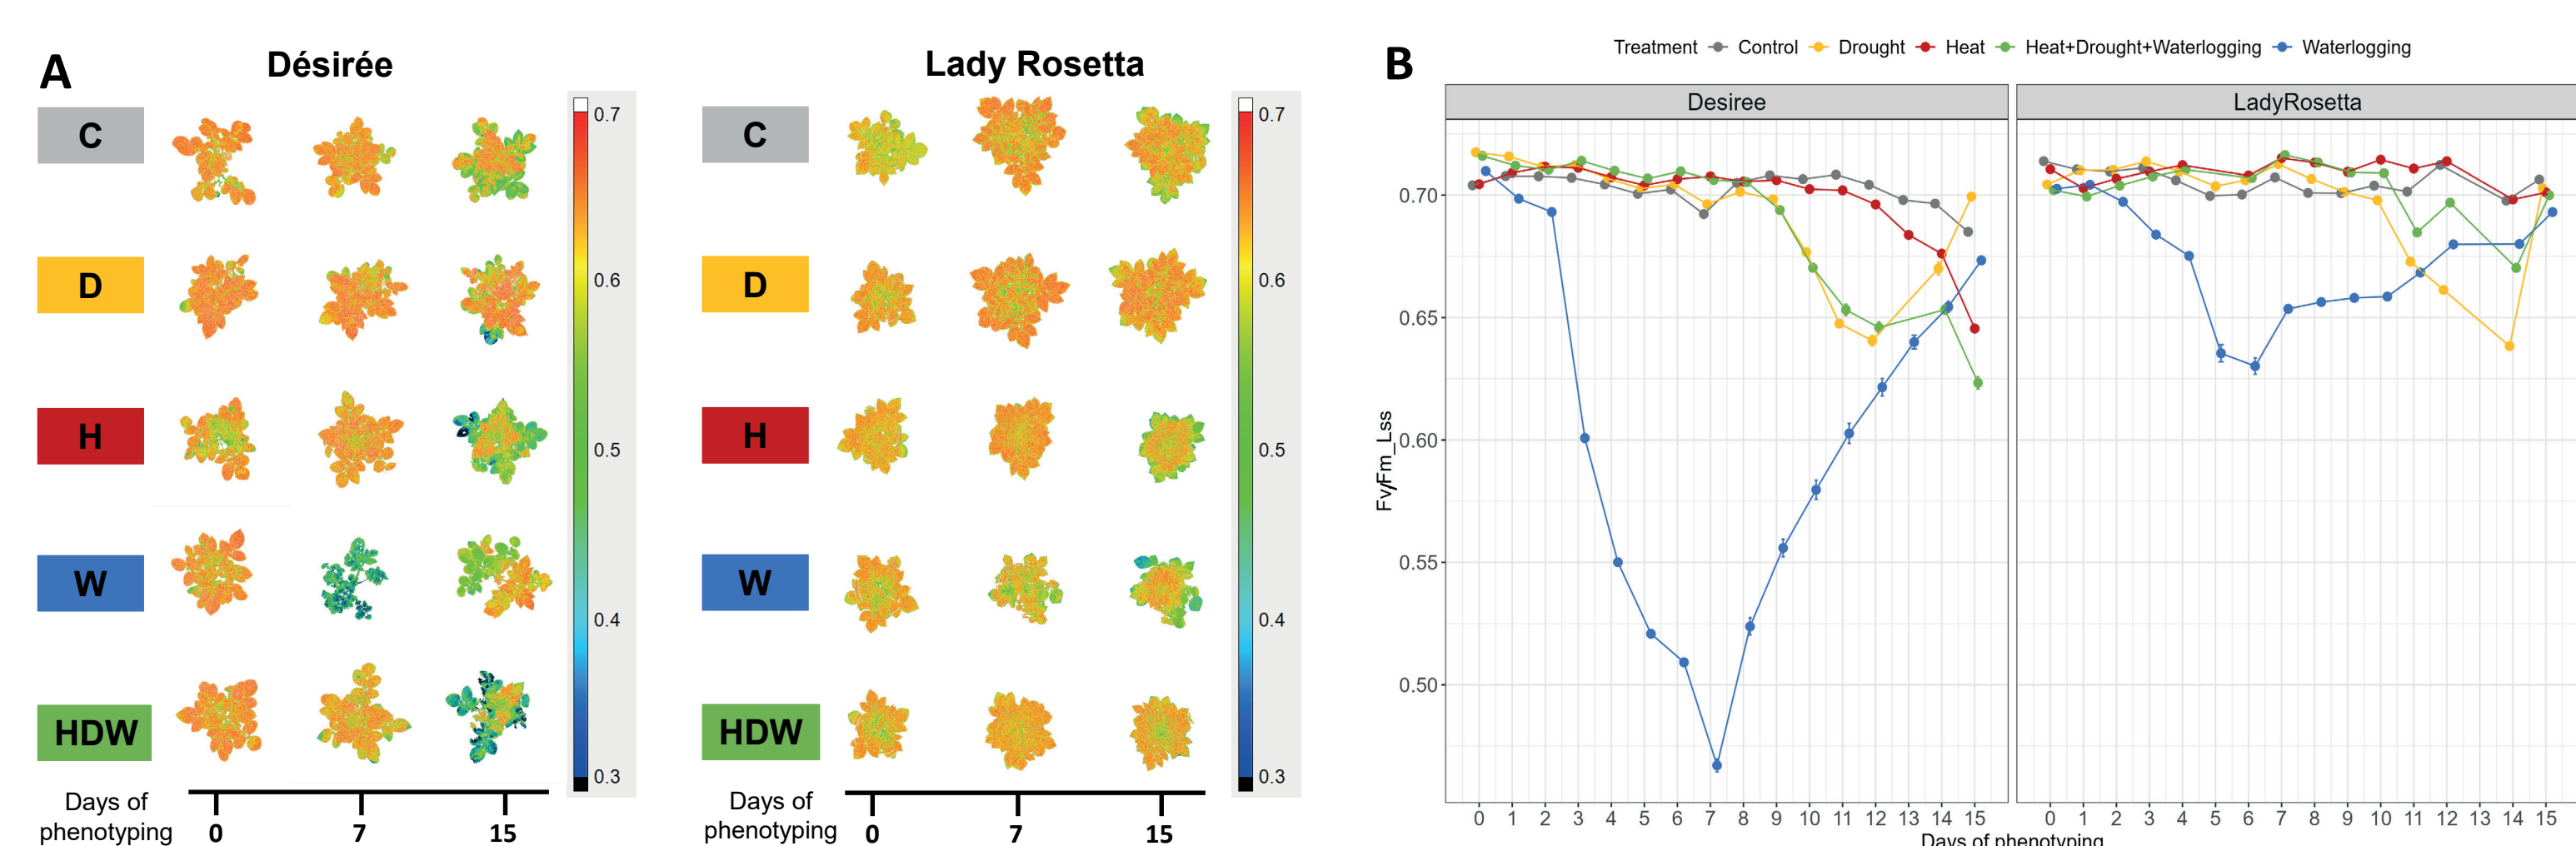 A
Désirée
Lady Rosetta
C
D
H
W
HDW
0.7
0.6
0.5
0.4
0.3
Days of
phenotyping
0 7 15
C
D
H
W
HDW
0.7
0.6
0.5
0.4
0.3
Days of
phenotyping
0 7 15
B
Treatment Control Drought Heat Heat+Drought+Waterlogging Waterlogging
Desiree LadyRosetta
Fv/Fm_Lss
0.70
0.65
0.60
0.55
0.50
0 1 2 3 4 5 6 7 8 9 10 11 12 13 14 15 0 1 2 3 4 5 6 7 8 9 10 11 12 13 14 15
Days of phenotyping